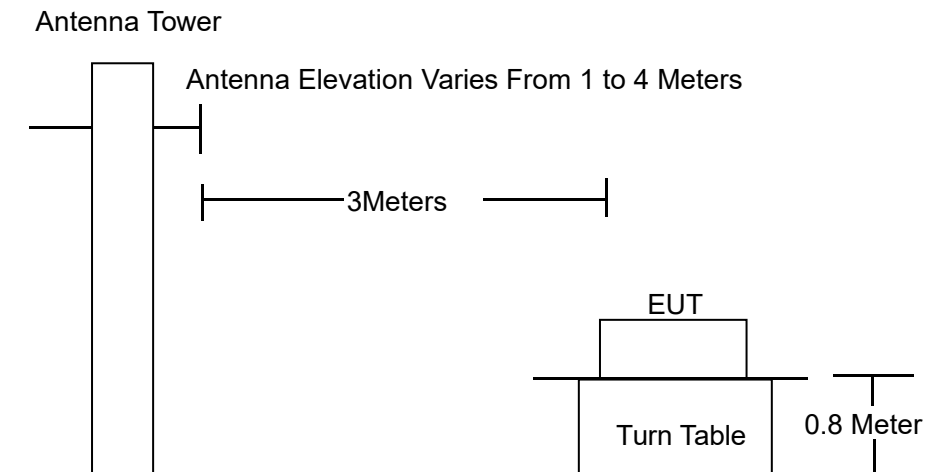 Antenna Tower
Antenna Elevation Varies From 1 to 4 Meters
3Meters
EUT
0.8 Meter
Turn Table